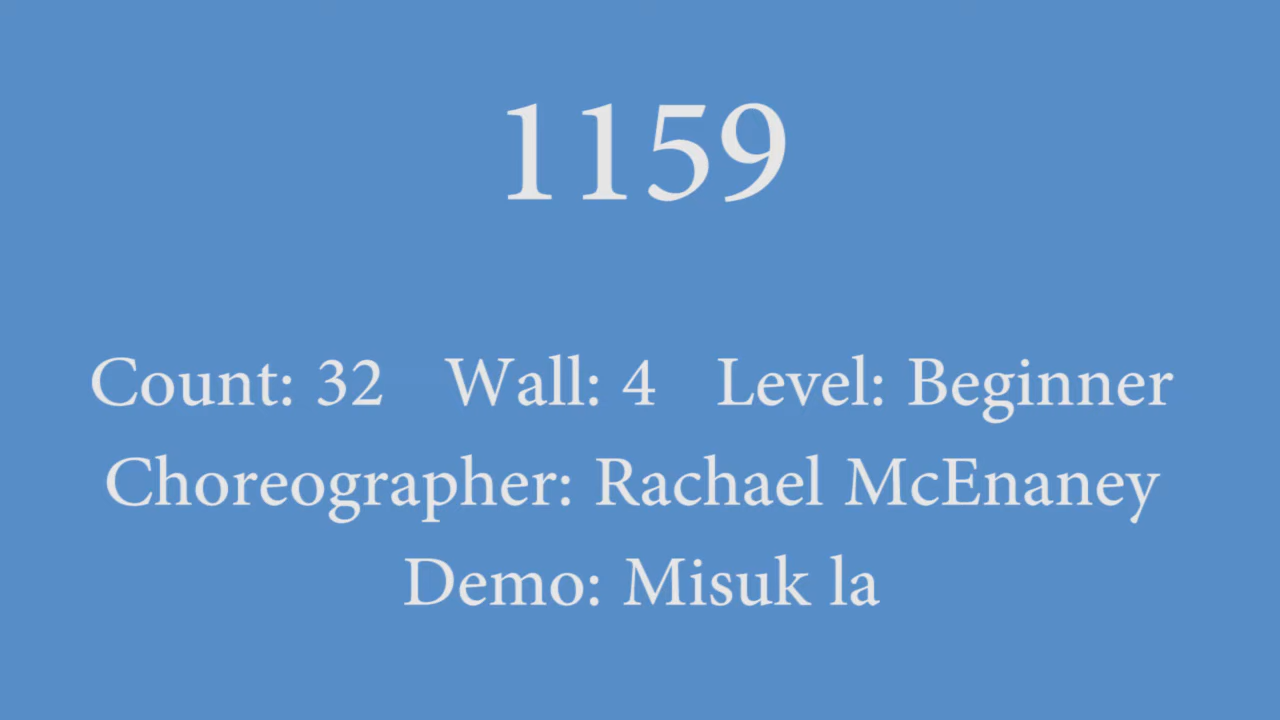 1159
Count: 32 Wall: 4 Level: Beginner
Choreographer: Rachael McEnaney
Demo: Misuk la